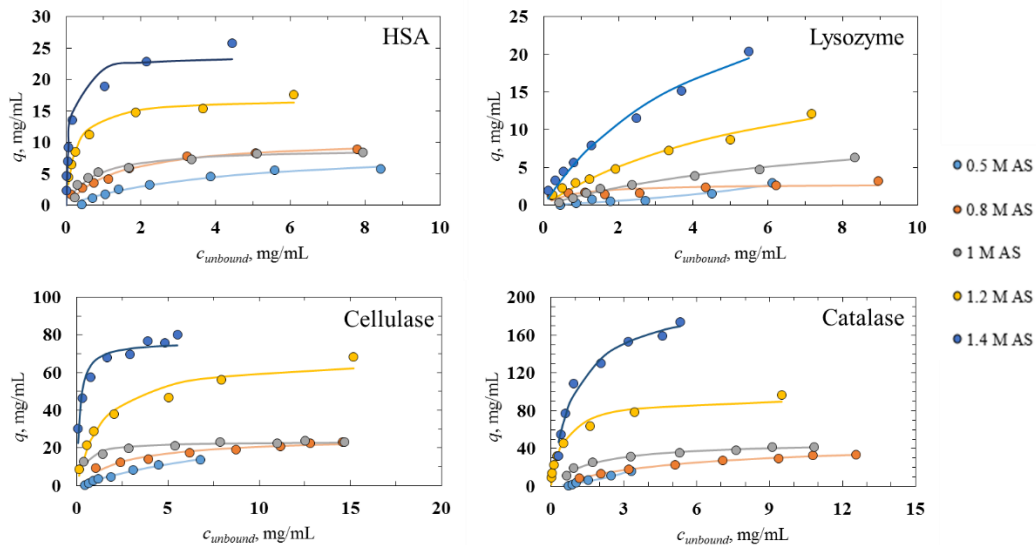 HSA
q, mg/mL
30
25
20
15
10
5
0
0 2 4 6 8 10
c_unbound, mg/mL
Lysozyme
q, mg/mL
25
20
15
10
5
0
0 2 4 6 8 10
c_unbound, mg/mL
Cellulase
q, mg/mL
100
80
60
40
20
0
0 5 10 15 20
c_unbound, mg/mL
Catalase
q, mg/mL
200
160
120
80
40
0
0 3 6 9 12 15
c_unbound, mg/mL
0.5 M AS
0.8 M AS
1 M AS
1.2 M AS
1.4 M AS